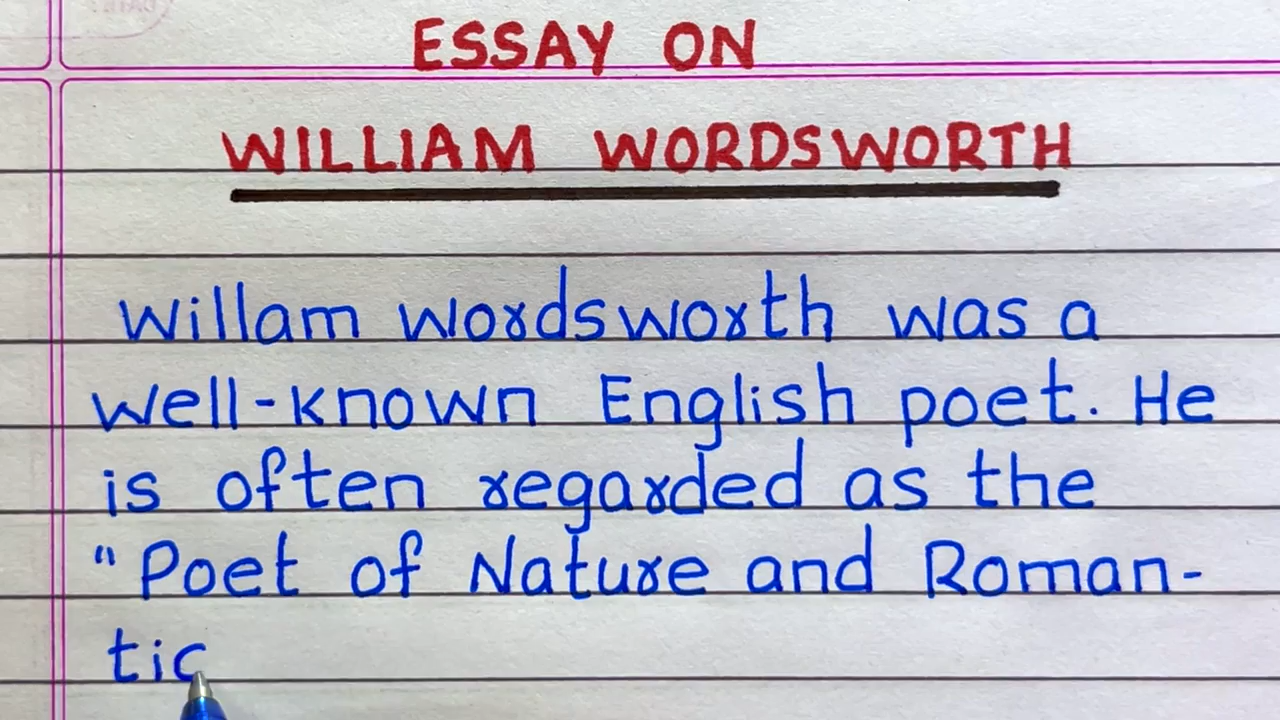 ESSAY ON
WILLIAM WORDSWORTH
Willam Wordsworth was a
well-known English poet. He
is often regarded as the
"Poet of Nature and Roman-
tic